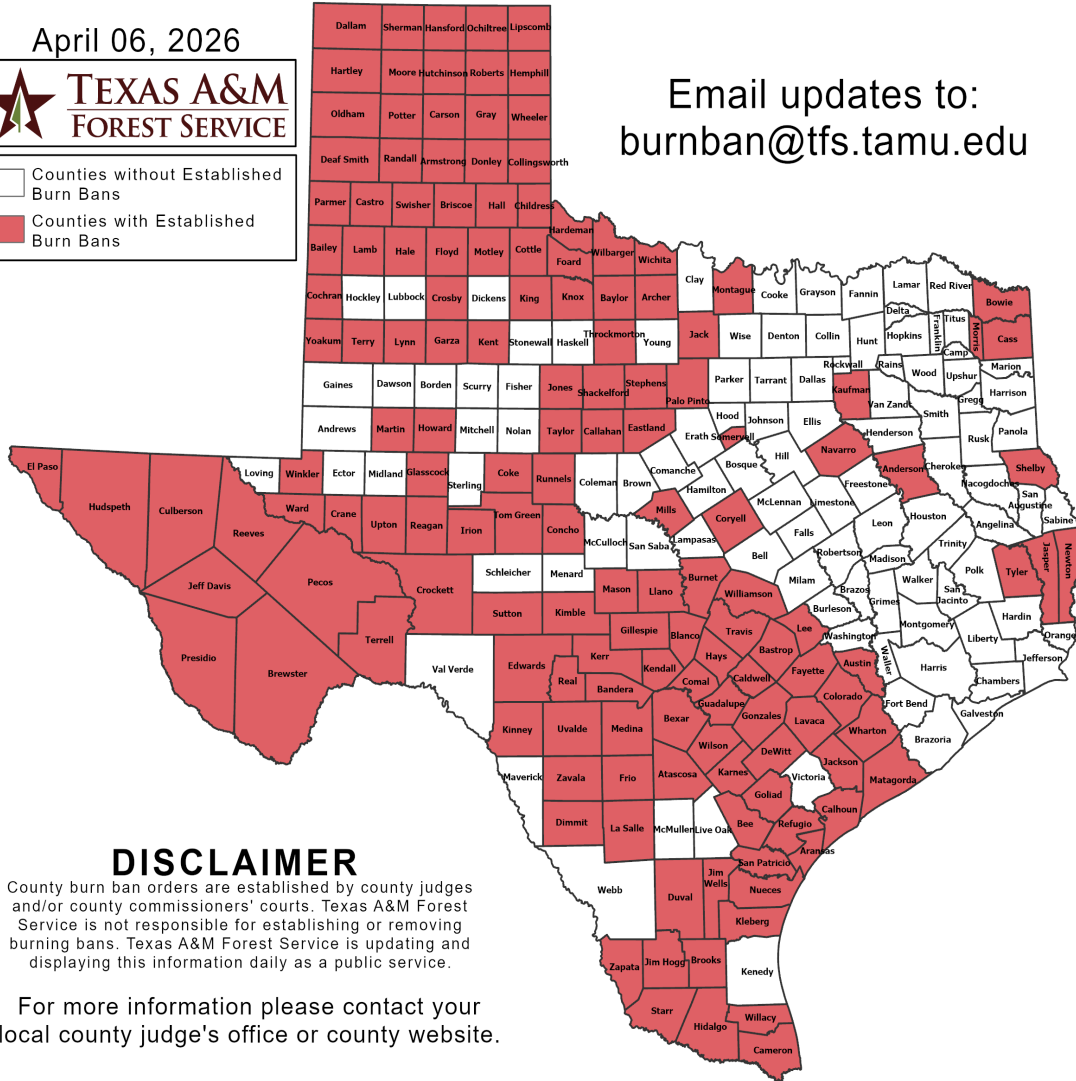 April 06, 2026
TEXAS A&M
FOREST SERVICE
Counties without Established
Burn Bans
Counties with Established
Burn Bans
Email updates to:
burnban@tfs.tamu.edu
Dallam Sherman Hansford Ochiltree Lipscomb
Hartley Moore Hutchinson Roberts Hemphill
Oldham Potter Carson Gray Wheeler
Deaf Smith Randall Armstrong Donley Collingsworth
Parmer Castro Swisher Briscoe Hall Childress
Hardeman
Bailey Lamb Hale Floyd Motley Cottle Foard Wilbarger Wichita
Clay Montague Cooke Grayson Fannin Lamar Red River Bowie
Cochran Hockley Lubbock Crosby Dickens King Knox Baylor Archer
Delta Franklin Titus Morris Cass
Yoakum Terry Lynn Garza Kent Stonewall Haskell Throckmorton Young Jack Wise Denton Collin Hunt Hopkins
Camp
Rockwall Rains Wood Upshur Marion
Gaines Dawson Borden Scurry Fisher Jones Shackelford Stephens Palo Pinto Parker Tarrant Dallas Kaufman Van Zandt Smith Gregg Harrison
Andrews Martin Howard Mitchell Nolan Taylor Callahan Eastland Erath Hood Somervell Johnson Ellis Henderson Rusk Panola
El Paso Hudspeth Culberson Reeves Loving Winkler Ector Midland Glasscock Sterling Coke Runnels Coleman Brown Comanche Hamilton Bosque Hill Navarro Anderson Cherokee Nacogdoches Shelby
San
Augustine
Sabine
Ward Crane Upton Reagan Irion Tom Green Concho McCulloch San Saba Mills Lampasas Coryell McLennan Limestone Freestone Leon Houston Angelina
Falls Bell Robertson Madison Trinity Polk Tyler Jasper Newton
Jeff Davis Pecos Crockett Schleicher Menard Mason Llano Burnet Williamson Milam Brazos Burleson Grimes Walker
San
Jacinto
Hardin
Sutton Kimble Gillespie Blanco Travis Lee Washington Montgomery Liberty Orange
Presidio Brewster Terrell Val Verde Edwards Kerr Real Bandera Kendall Hays Comal Caldwell Bastrop Fayette Austin Waller Harris Jefferson Chambers
Kinney Uvalde Medina Bexar Guadalupe Gonzales Lavaca Colorado Wharton Fort Bend Galveston Brazoria
Maverick Zavala Frio Atascosa Wilson Karnes DeWitt Victoria Jackson Matagorda
Dimmit La Salle McMullen Live Oak Bee Goliad Refugio Calhoun Aransas
San Patricio
Webb Duval
Jim
Wells
Nueces
Kleberg
Zapata Jim Hogg Brooks Kenedy
Starr Hidalgo Willacy
Cameron
DISCLAIMER
County burn ban orders are established by county judges
and/or county commissioners' courts. Texas A&M Forest
Service is not responsible for establishing or removing
burning bans. Texas A&M Forest Service is updating and
displaying this information daily as a public service.
For more information please contact your
local county judge's office or county website.